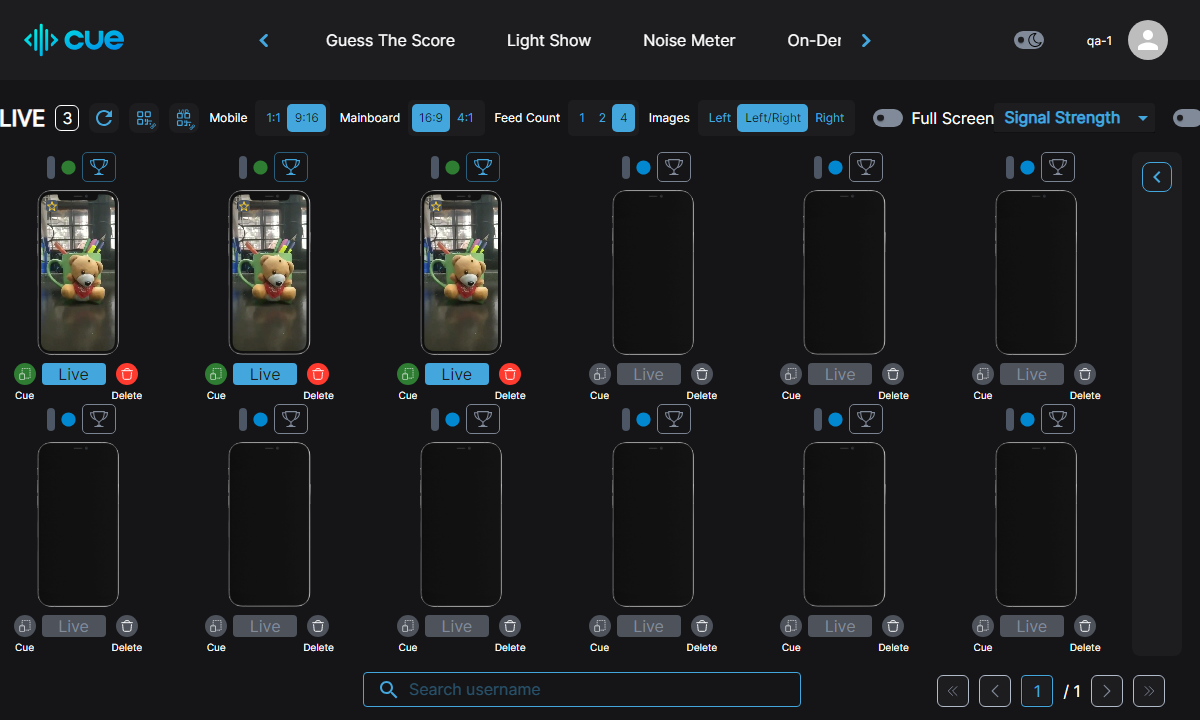 cue
Guess The Score
Light Show
Noise Meter
On-Der
qa-1
LIVE 3
Mobile 1:1 9:16
Mainboard 16:9 4:1
Feed Count 1 2 4
Images Left Left/Right Right
Full Screen
Signal Strength
Live Live Live Live Live Live
Cue Delete Cue Delete Cue Delete Cue Delete Cue Delete Cue Delete
Live Live Live Live Live Live
Cue Delete Cue Delete Cue Delete Cue Delete Cue Delete Cue Delete
Search username
1 / 1